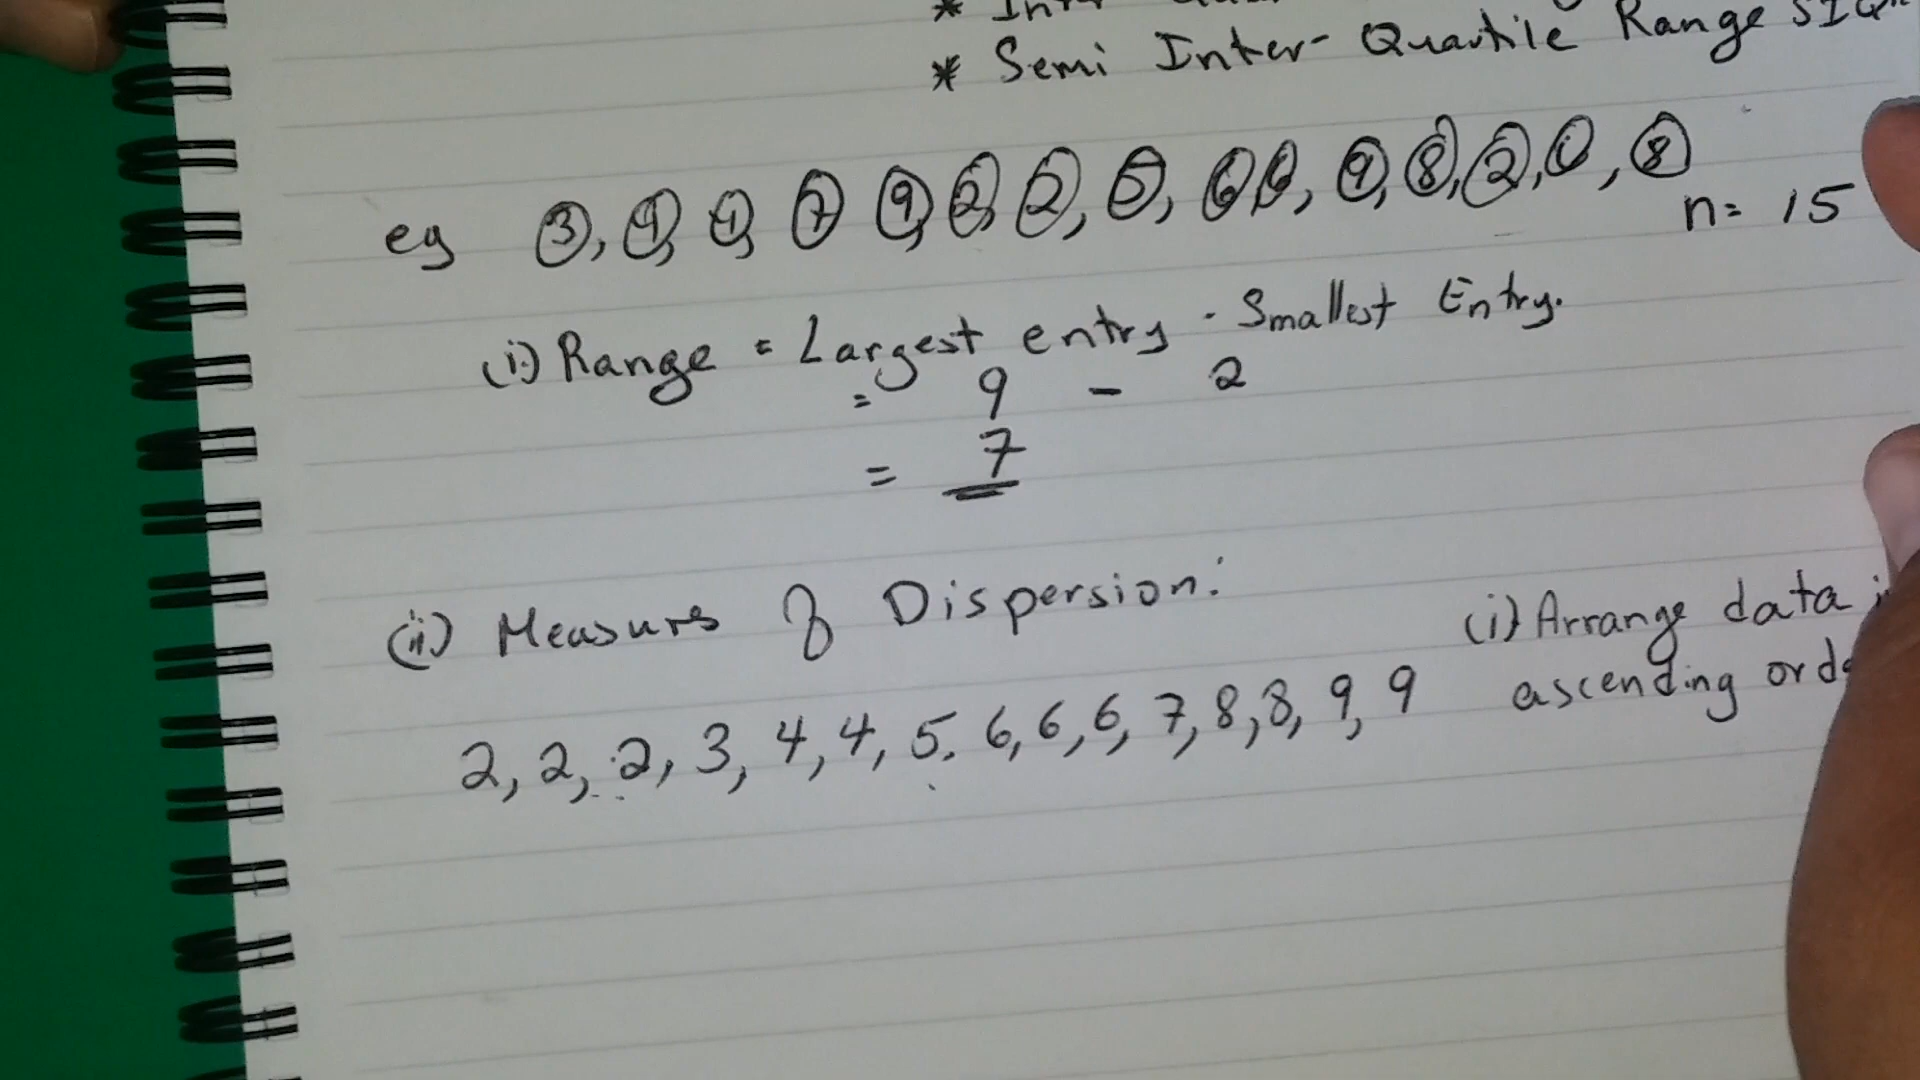 * Semi Inter-Quartile Range
eg 3, 4, 4, 7, 9, 2, 2, 5, 6, 6, 9, 8, 2, 6, 8
n= 15
(i) Range = Largest entry - Smallest Entry.
= 9 - 2
= 7
(ii) Measures of Dispersion:
(i) Arrange data
ascending
2, 2, 2, 3, 4, 4, 5. 6, 6, 6, 7, 8, 8, 9, 9